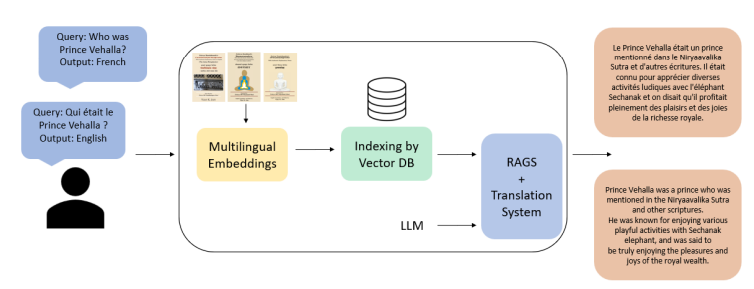 Query: Who was
Prince Vehalla?
Output: French
Query: Qui était le
Prince Vehalla ?
Output: English
Multilingual
Embeddings
Indexing by
Vector DB
LLM
RAGS
+
Translation
System
Le Prince Vehalla était un prince
mentionné dans le Niryaavalika
Sutra et d'autres écritures. Il était
connu pour apprécier diverses
activités ludiques avec l'éléphant
Sechanak et on disait qu'il profitait
pleinement des plaisirs et des joies
de la richesse royale.
Prince Vehalla was a prince who was
mentioned in the Niryaavalika Sutra
and other scriptures.
He was known for enjoying various
playful activities with Sechanak
elephant, and was said to
be truly enjoying the pleasures and
joys of the royal wealth.